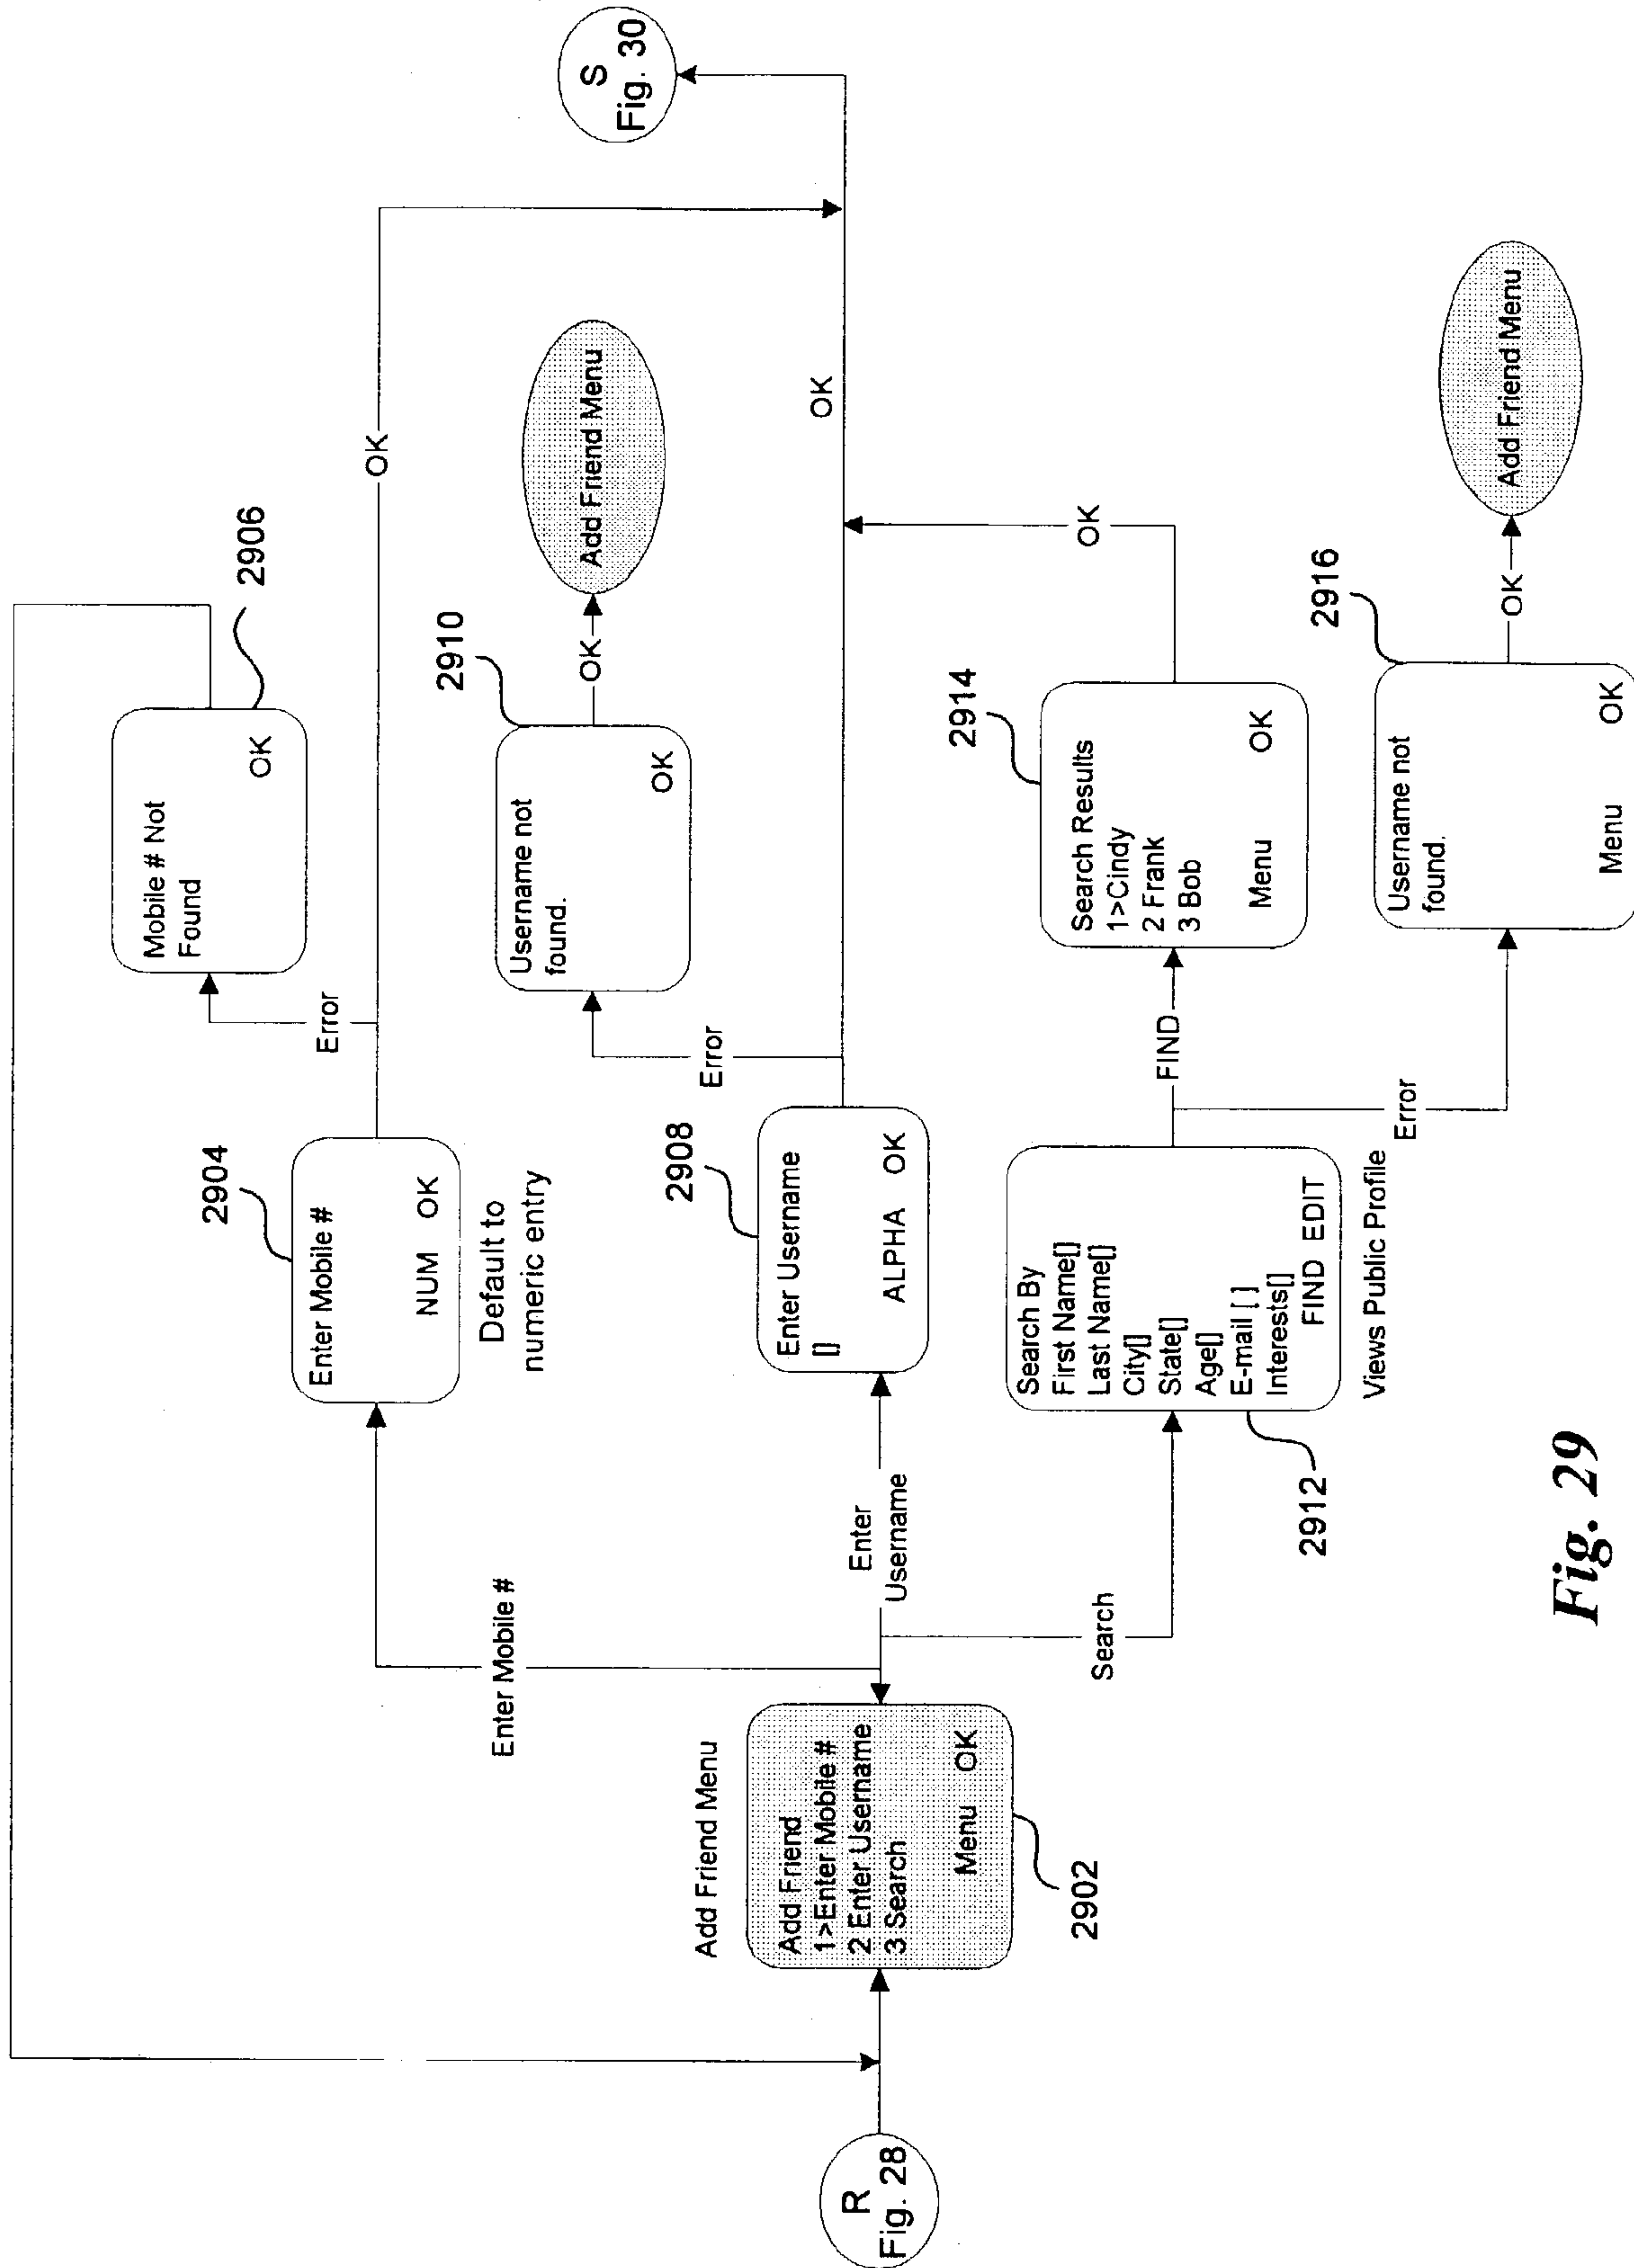 R
Fig. 28
Add Friend Menu
Add Friend
1>Enter Mobile #
2 Enter Username
3 Search
Menu OK
2902
Enter Mobile #
Enter
Username
Search
2904
Enter Mobile #
NUM OK
Default to
numeric entry
Error
2906
Mobile # Not
Found
OK
OK
2908
Enter Username
[]
ALPHA OK
Error
2910
Username not
found.
OK
OK
Add Friend Menu
OK
S
Fig. 30
2912
Search By
First Name[]
Last Name[]
City[]
State[]
Age[]
E-mail [ ]
Interests[]
FIND EDIT
Views Public Profile
FIND
Error
2914
Search Results
1>Cindy
2 Frank
3 Bob
Menu OK
OK
2916
Username not
found.
Menu OK
OK
Add Friend Menu
Fig. 29